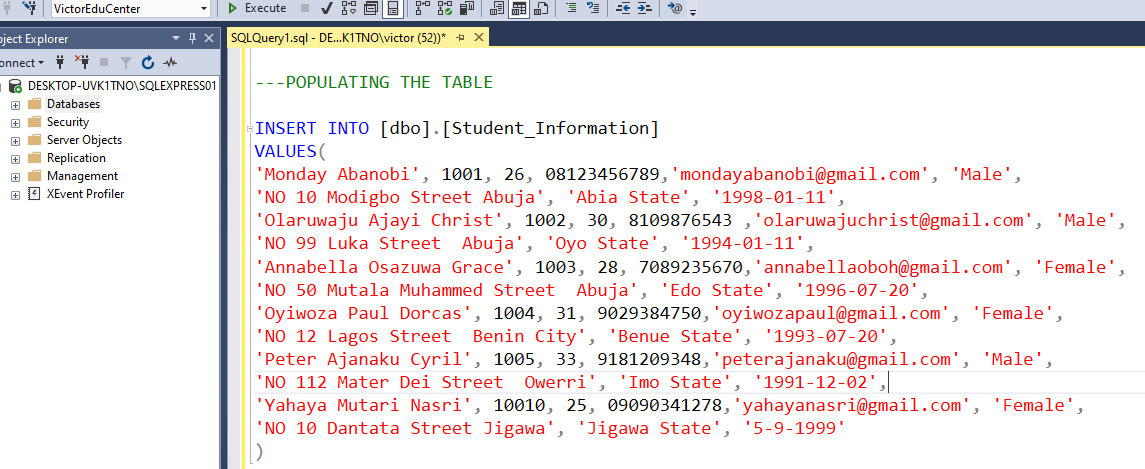 VictorEduCenter
Execute
oject Explorer
onnect
DESKTOP-UVK1TNO\SQLEXPRESS01
Databases
Security
Server Objects
Replication
Management
XEvent Profiler
SQLQuery1.sql - DE...K1TNO\victor (52))*
---POPULATING THE TABLE
INSERT INTO [dbo].[Student_Information]
VALUES(
'Monday Abanobi', 1001, 26, 08123456789,'mondayabanobi@gmail.com', 'Male',
'NO 10 Modigbo Street Abuja', 'Abia State', '1998-01-11',
'Olaruwaju Ajayi Christ', 1002, 30, 8109876543 ,'olaruwajuchrist@gmail.com', 'Male',
'NO 99 Luka Street  Abuja', 'Oyo State', '1994-01-11',
'Annabella Osazuwa Grace', 1003, 28, 7089235670,'annabellaoboh@gmail.com', 'Female',
'NO 50 Mutala Muhammed Street  Abuja', 'Edo State', '1996-07-20',
'Oyiwoza Paul Dorcas', 1004, 31, 9029384750,'oyiwozapaul@gmail.com', 'Female',
'NO 12 Lagos Street  Benin City', 'Benue State', '1993-07-20',
'Peter Ajanaku Cyril', 1005, 33, 9181209348,'peterajanaku@gmail.com', 'Male',
'NO 112 Mater Dei Street  Owerri', 'Imo State', '1991-12-02',
'Yahaya Mutari Nasri', 10010, 25, 09090341278,'yahayanasri@gmail.com', 'Female',
'NO 10 Dantata Street Jigawa', 'Jigawa State', '5-9-1999'
)